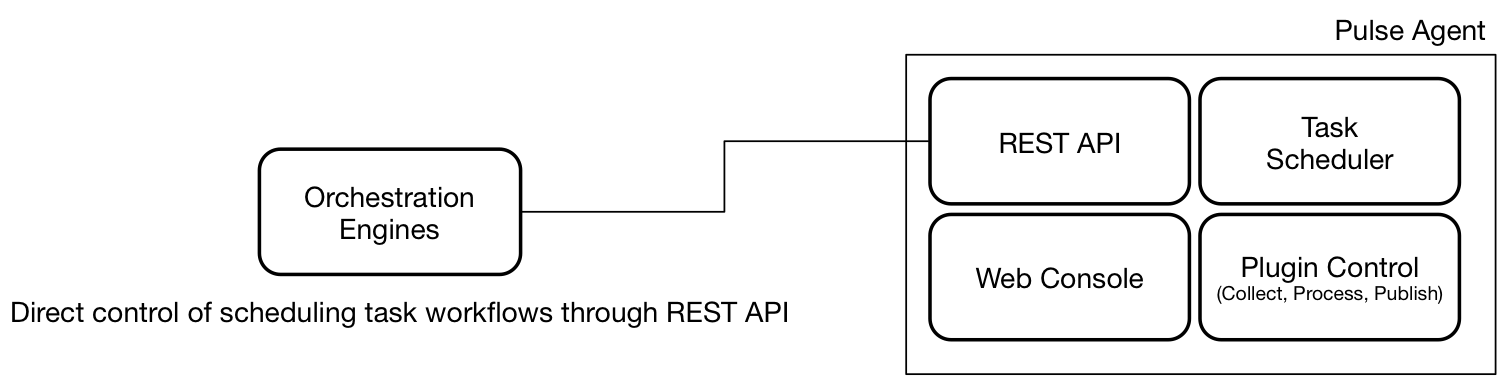 Pulse Agent
REST API
Task
Scheduler
Orchestration
Engines
Web Console
Plugin Control
(Collect, Process, Publish)
Direct control of scheduling task workflows through REST API